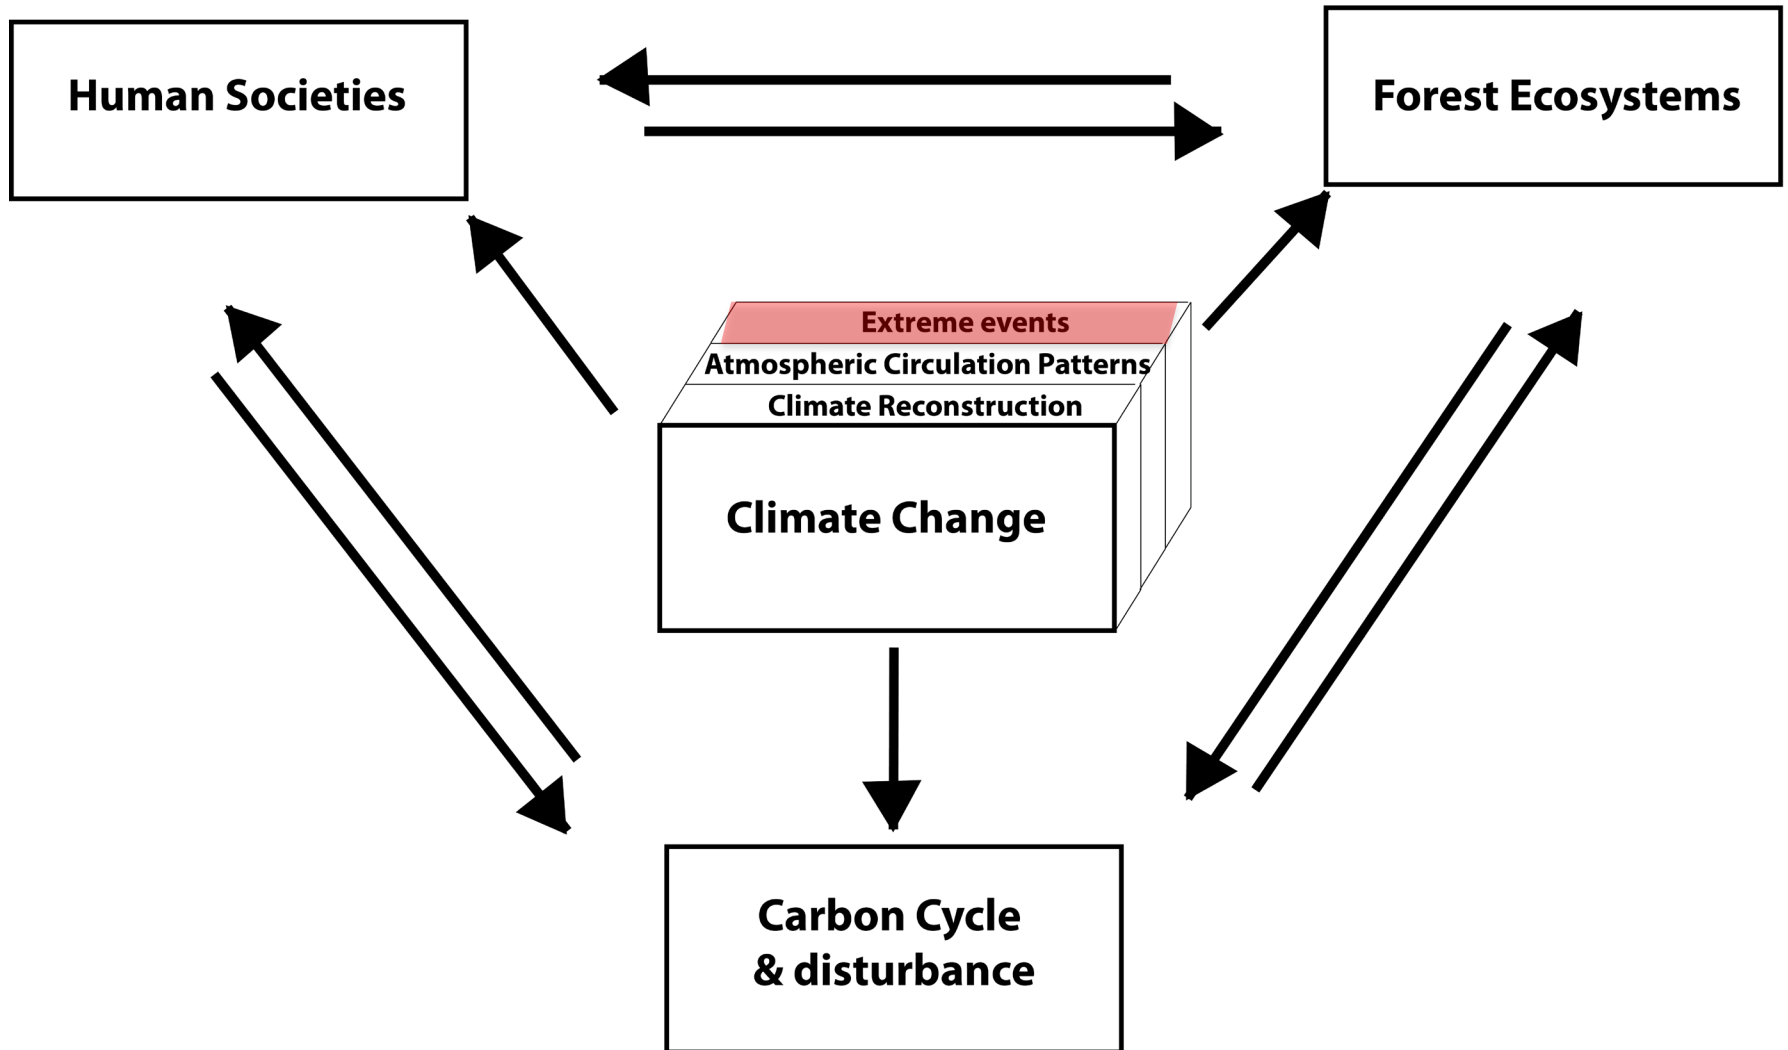 Human Societies
Forest Ecosystems
Extreme events
Atmospheric Circulation Patterns
Climate Reconstruction
Climate Change
Carbon Cycle
& disturbance